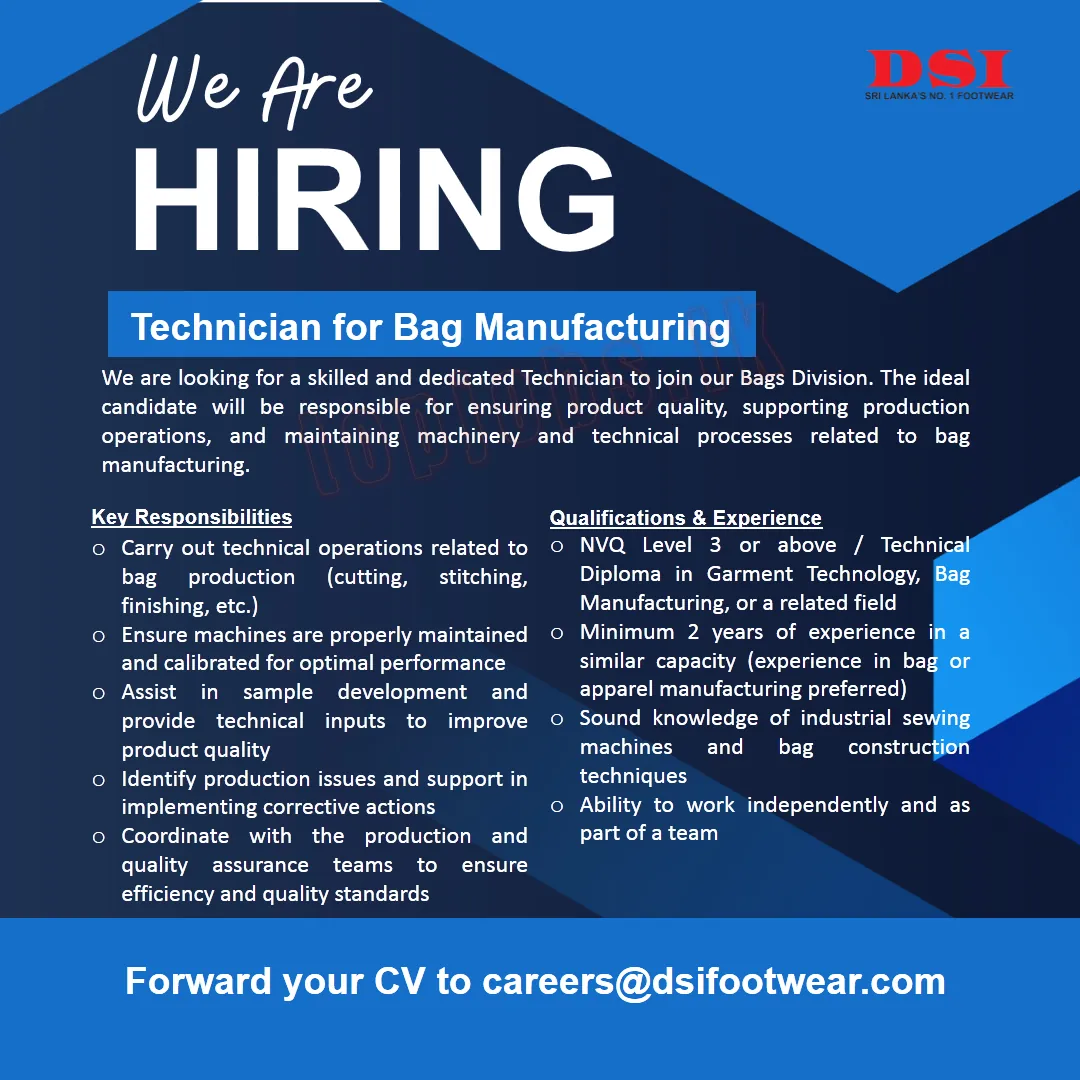 We Are
HIRING
DSI
SRI LANKA'S NO. 1 FOOTWEAR
Technician for Bag Manufacturing
We are looking for a skilled and dedicated Technician to join our Bags Division. The ideal
candidate will be responsible for ensuring product quality, supporting production
operations, and maintaining machinery and technical processes related to bag
manufacturing.
topjobs.lk
Key Responsibilities
o Carry out technical operations related to
bag production (cutting, stitching,
finishing, etc.)
o Ensure machines are properly maintained
and calibrated for optimal performance
o Assist in sample development and
provide technical inputs to improve
product quality
o Identify production issues and support in
implementing corrective actions
o Coordinate with the production and
quality assurance teams to ensure
efficiency and quality standards
Qualifications & Experience
o NVQ Level 3 or above / Technical
Diploma in Garment Technology, Bag
Manufacturing, or a related field
o Minimum 2 years of experience in a
similar capacity (experience in bag or
apparel manufacturing preferred)
o Sound knowledge of industrial sewing
machines and bag construction
techniques
o Ability to work independently and as
part of a team
Forward your CV to careers@dsifootwear.com